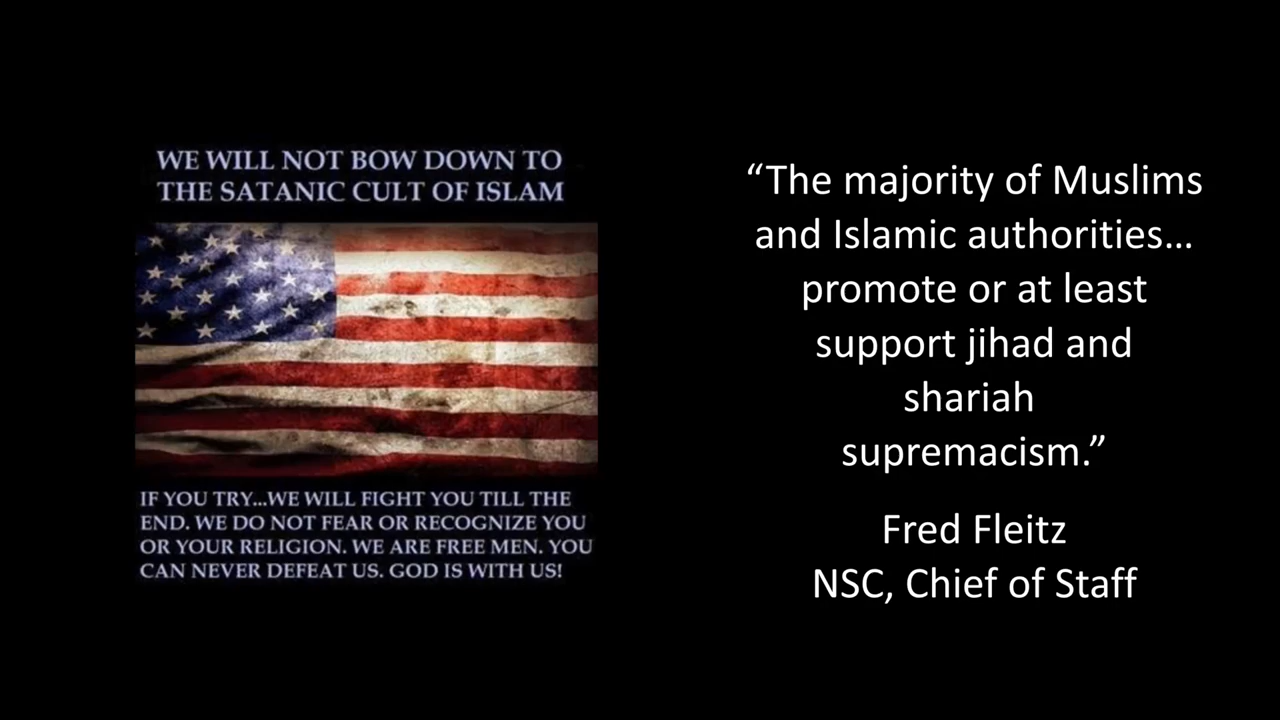 WE WILL NOT BOW DOWN TO
THE SATANIC CULT OF ISLAM
IF YOU TRY...WE WILL FIGHT YOU TILL THE
END. WE DO NOT FEAR OR RECOGNIZE YOU
OR YOUR RELIGION. WE ARE FREE MEN. YOU
CAN NEVER DEFEAT US. GOD IS WITH US!
“The majority of Muslims
and Islamic authorities…
promote or at least
support jihad and
shariah
supremacism.”
Fred Fleitz
NSC, Chief of Staff